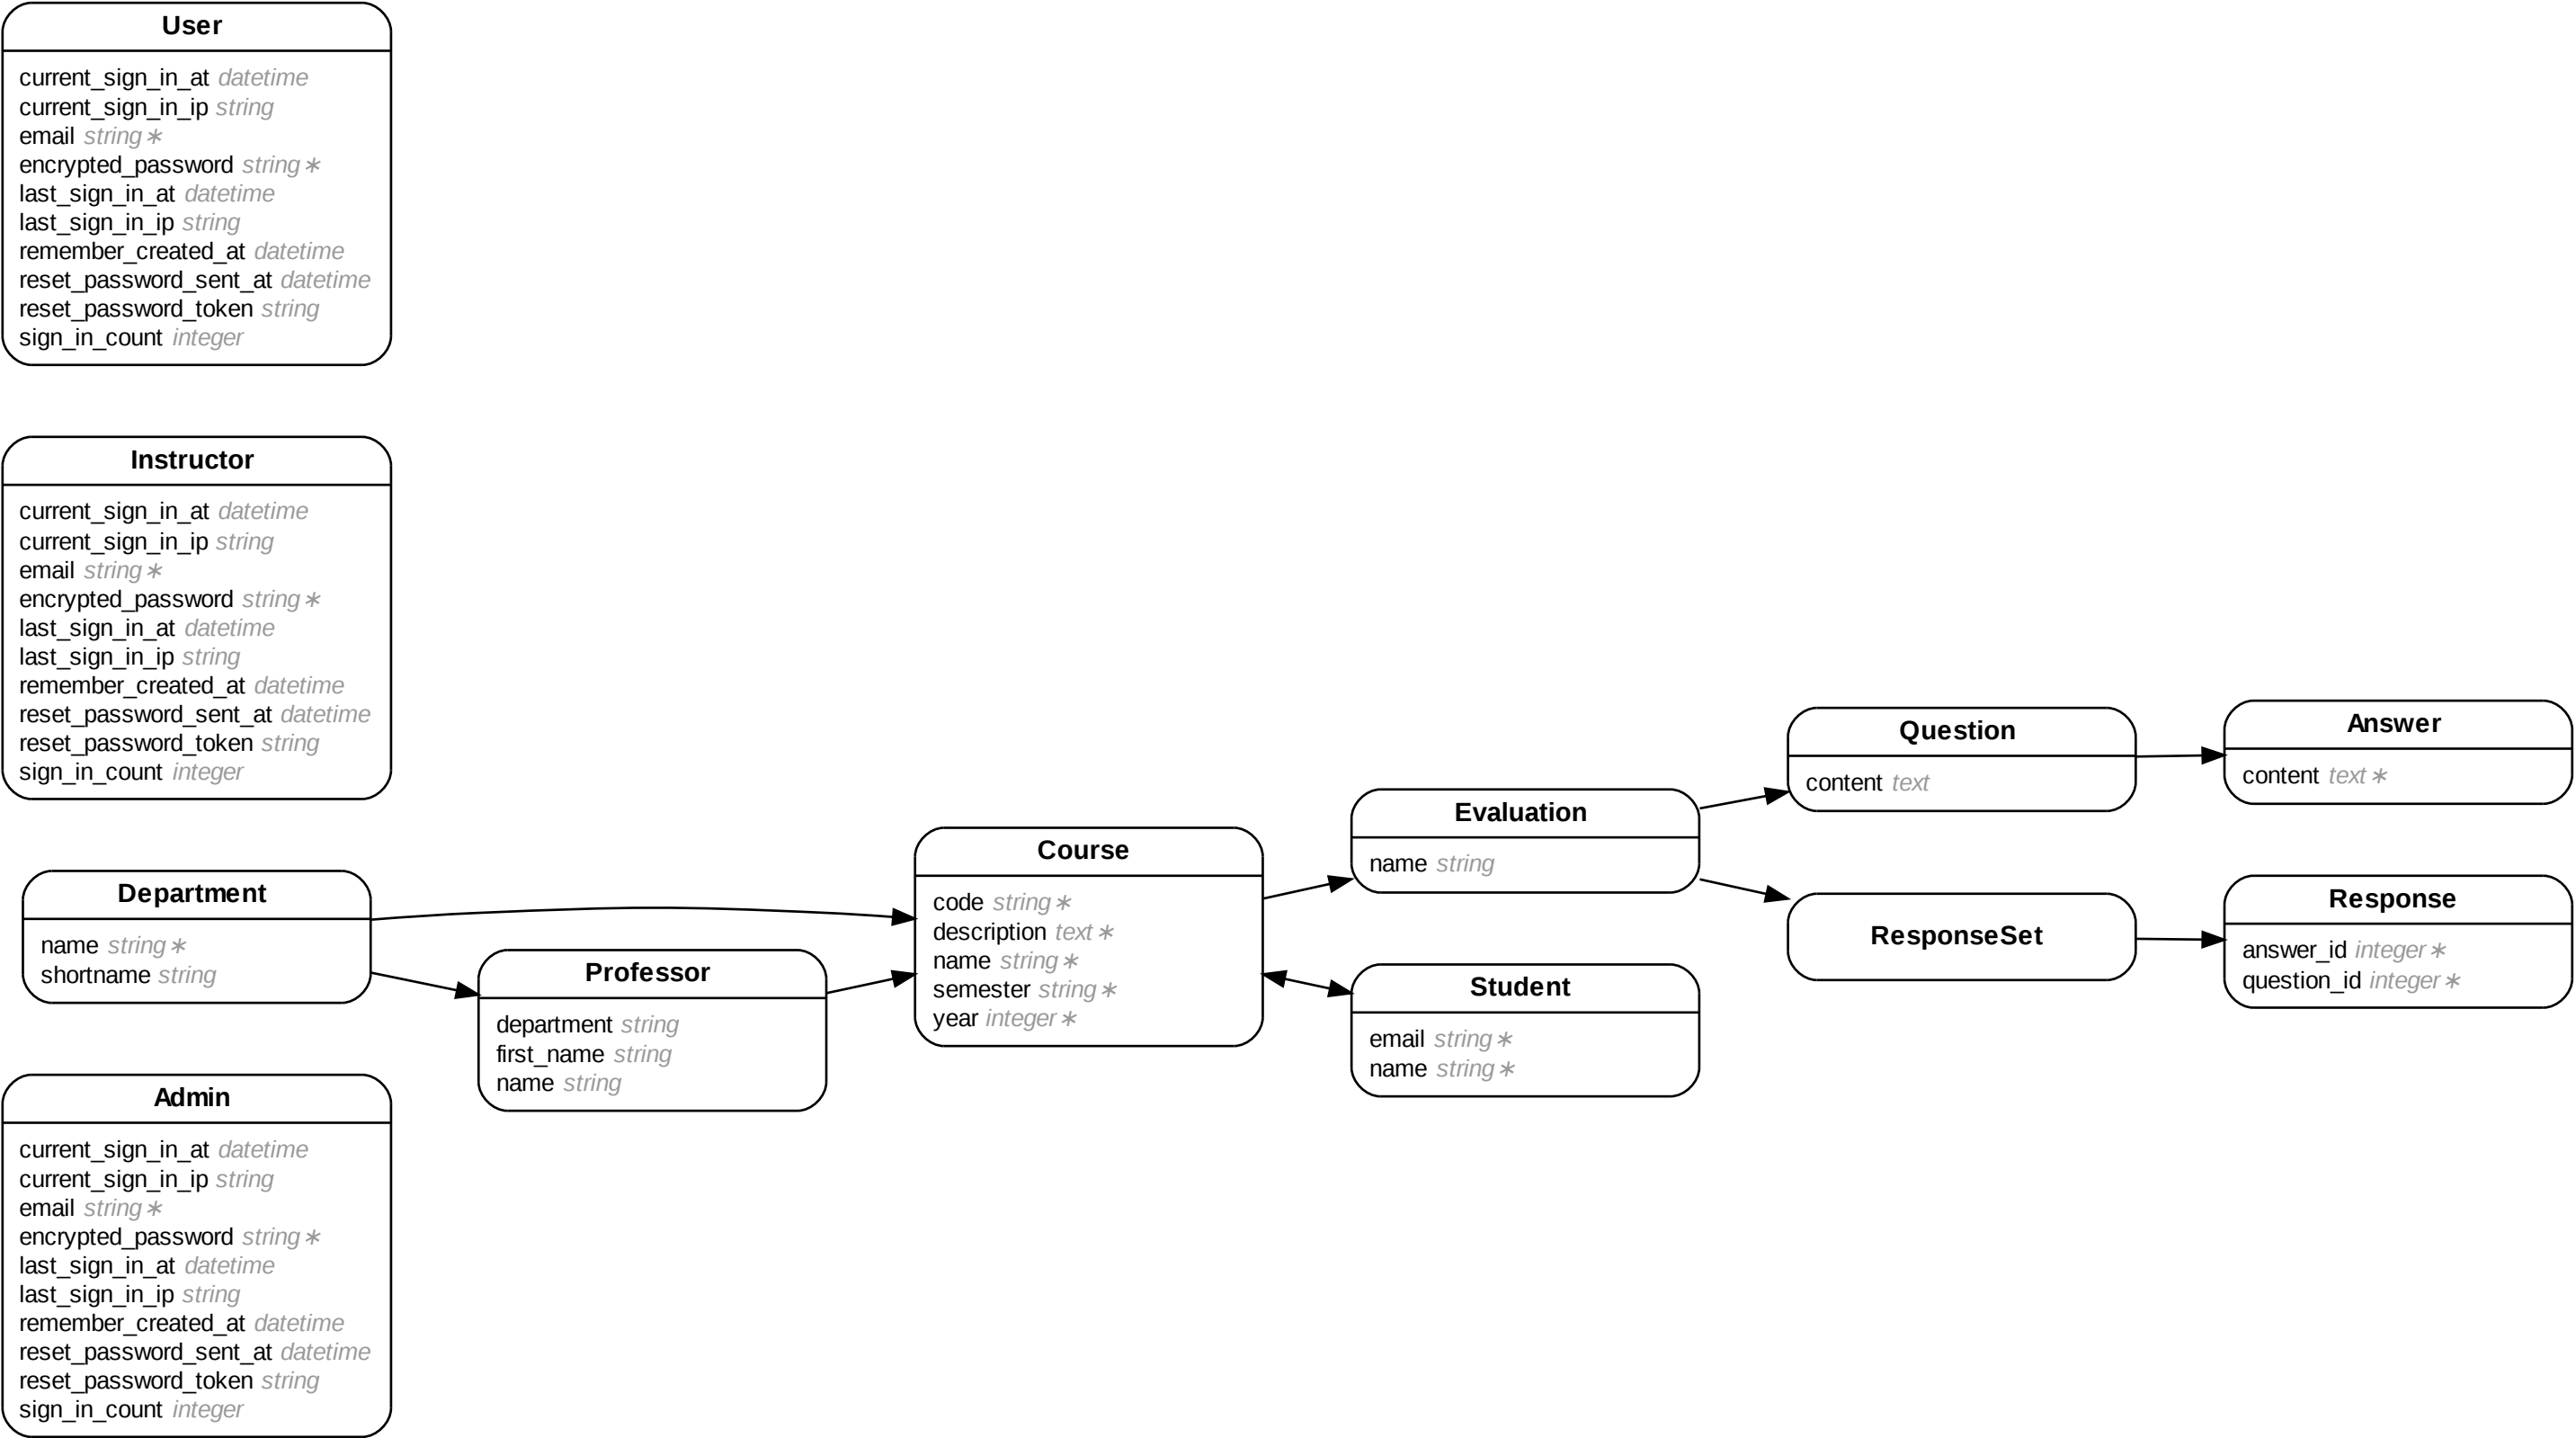 User
current_sign_in_at datetime
current_sign_in_ip string
email string∗
encrypted_password string∗
last_sign_in_at datetime
last_sign_in_ip string
remember_created_at datetime
reset_password_sent_at datetime
reset_password_token string
sign_in_count integer
Instructor
current_sign_in_at datetime
current_sign_in_ip string
email string∗
encrypted_password string∗
last_sign_in_at datetime
last_sign_in_ip string
remember_created_at datetime
reset_password_sent_at datetime
reset_password_token string
sign_in_count integer
Department
name string∗
shortname string
Admin
current_sign_in_at datetime
current_sign_in_ip string
email string∗
encrypted_password string∗
last_sign_in_at datetime
last_sign_in_ip string
remember_created_at datetime
reset_password_sent_at datetime
reset_password_token string
sign_in_count integer
Professor
department string
first_name string
name string
Course
code string∗
description text∗
name string∗
semester string∗
year integer∗
Evaluation
name string
Student
email string∗
name string∗
Question
content text
ResponseSet
Answer
content text∗
Response
answer_id integer∗
question_id integer∗